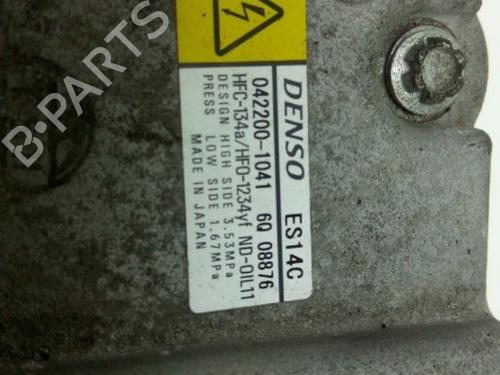 DENSO ES14C
042200-1041 6Q 08876
HFC-134a/HFO-1234yf ND-OIL11
DESIGN HIGH SIDE 3.53MPa
PRESS LOW SIDE 1.67MPa
MADE IN JAPAN
B-PARTS